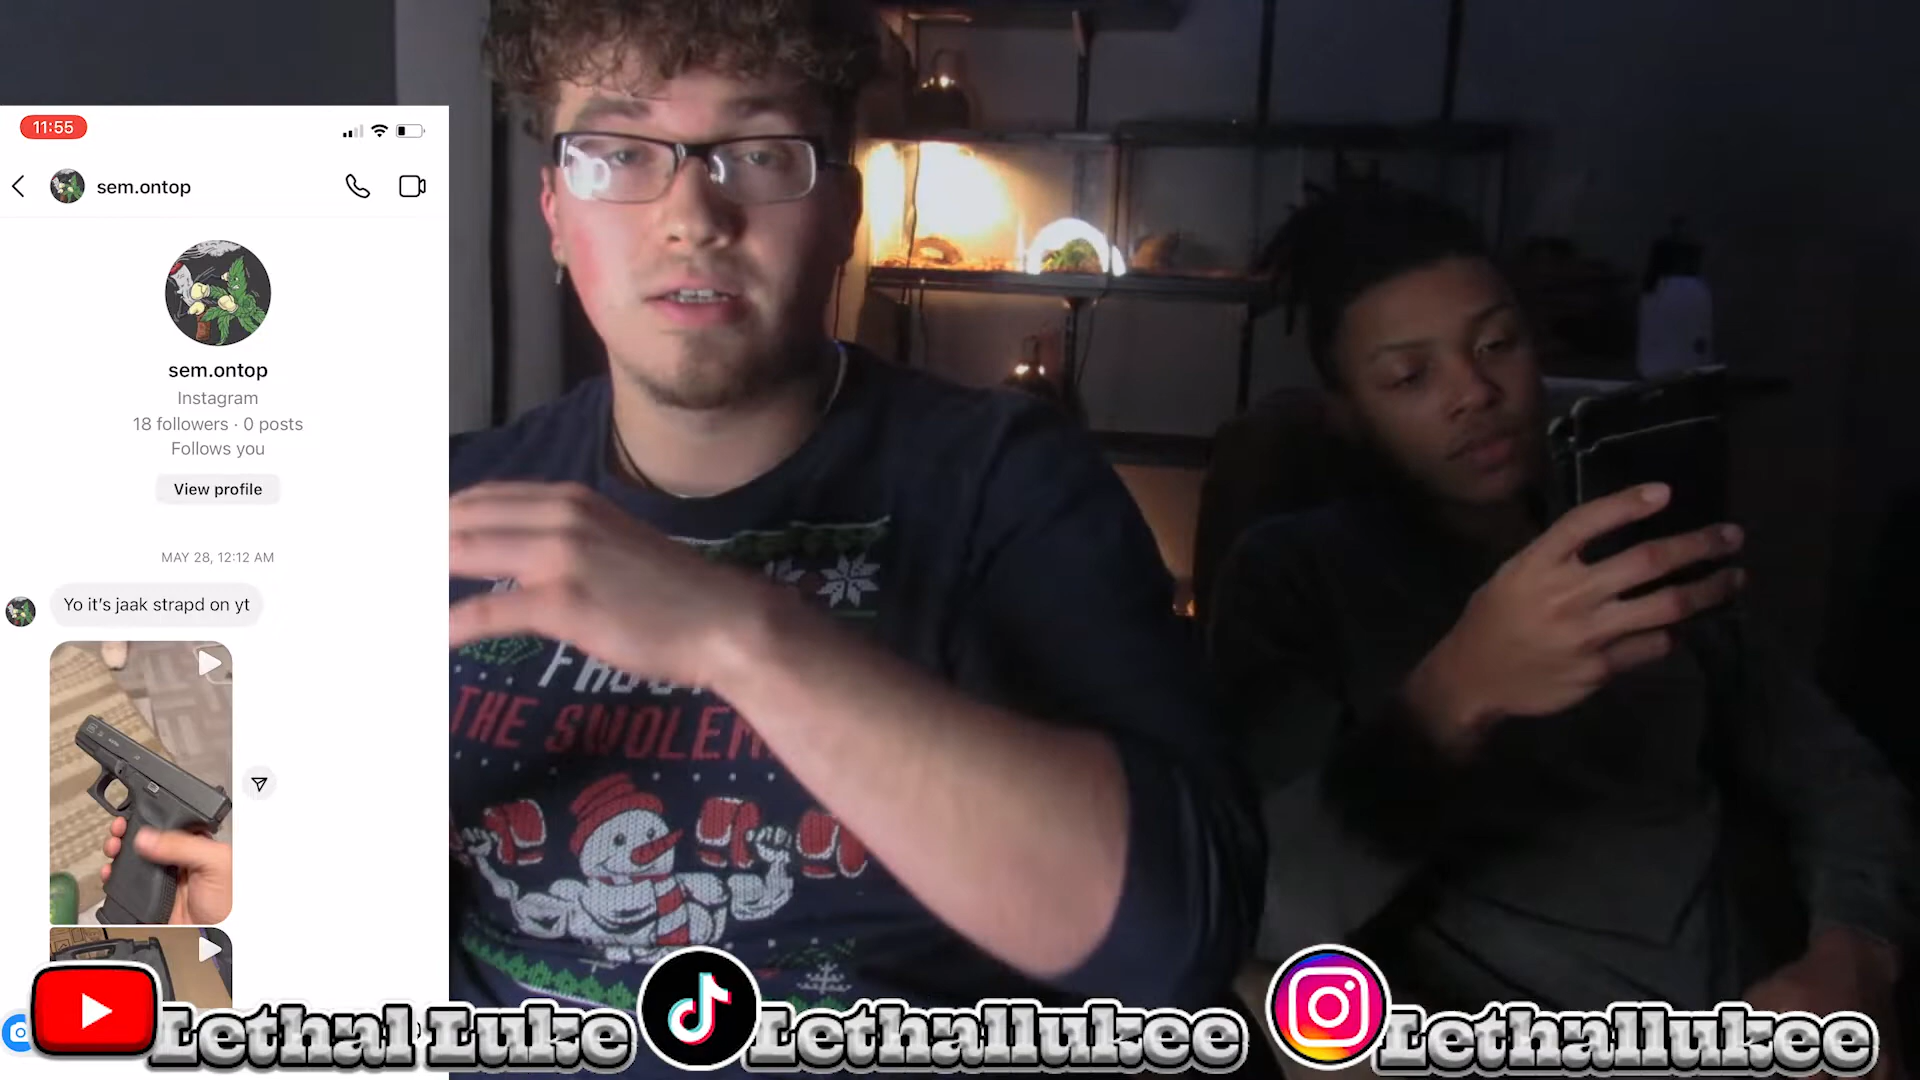 11:55
sem.ontop
sem.ontop
Instagram
18 followers · 0 posts
Follows you
View profile
MAY 28, 12:12 AM
Yo it's jaak strapd on yt
THE SWOLEM
Lethal Luke
Lethallukee
Lethallukee